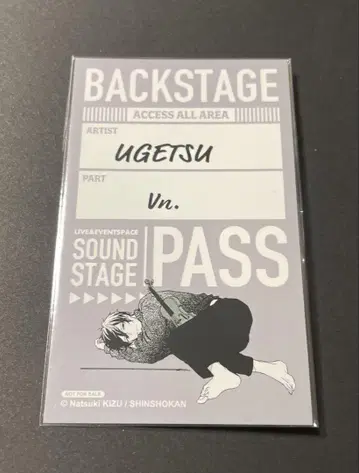 BACKSTAGE
ACCESS ALL AREA
ARTIST
UGETSU
PART
Vn.
LIVE&EVENTSPACE
SOUND
STAGE
PASS
NOT FOR SALE
© Natsuki KIZU / SHINSHOKAN